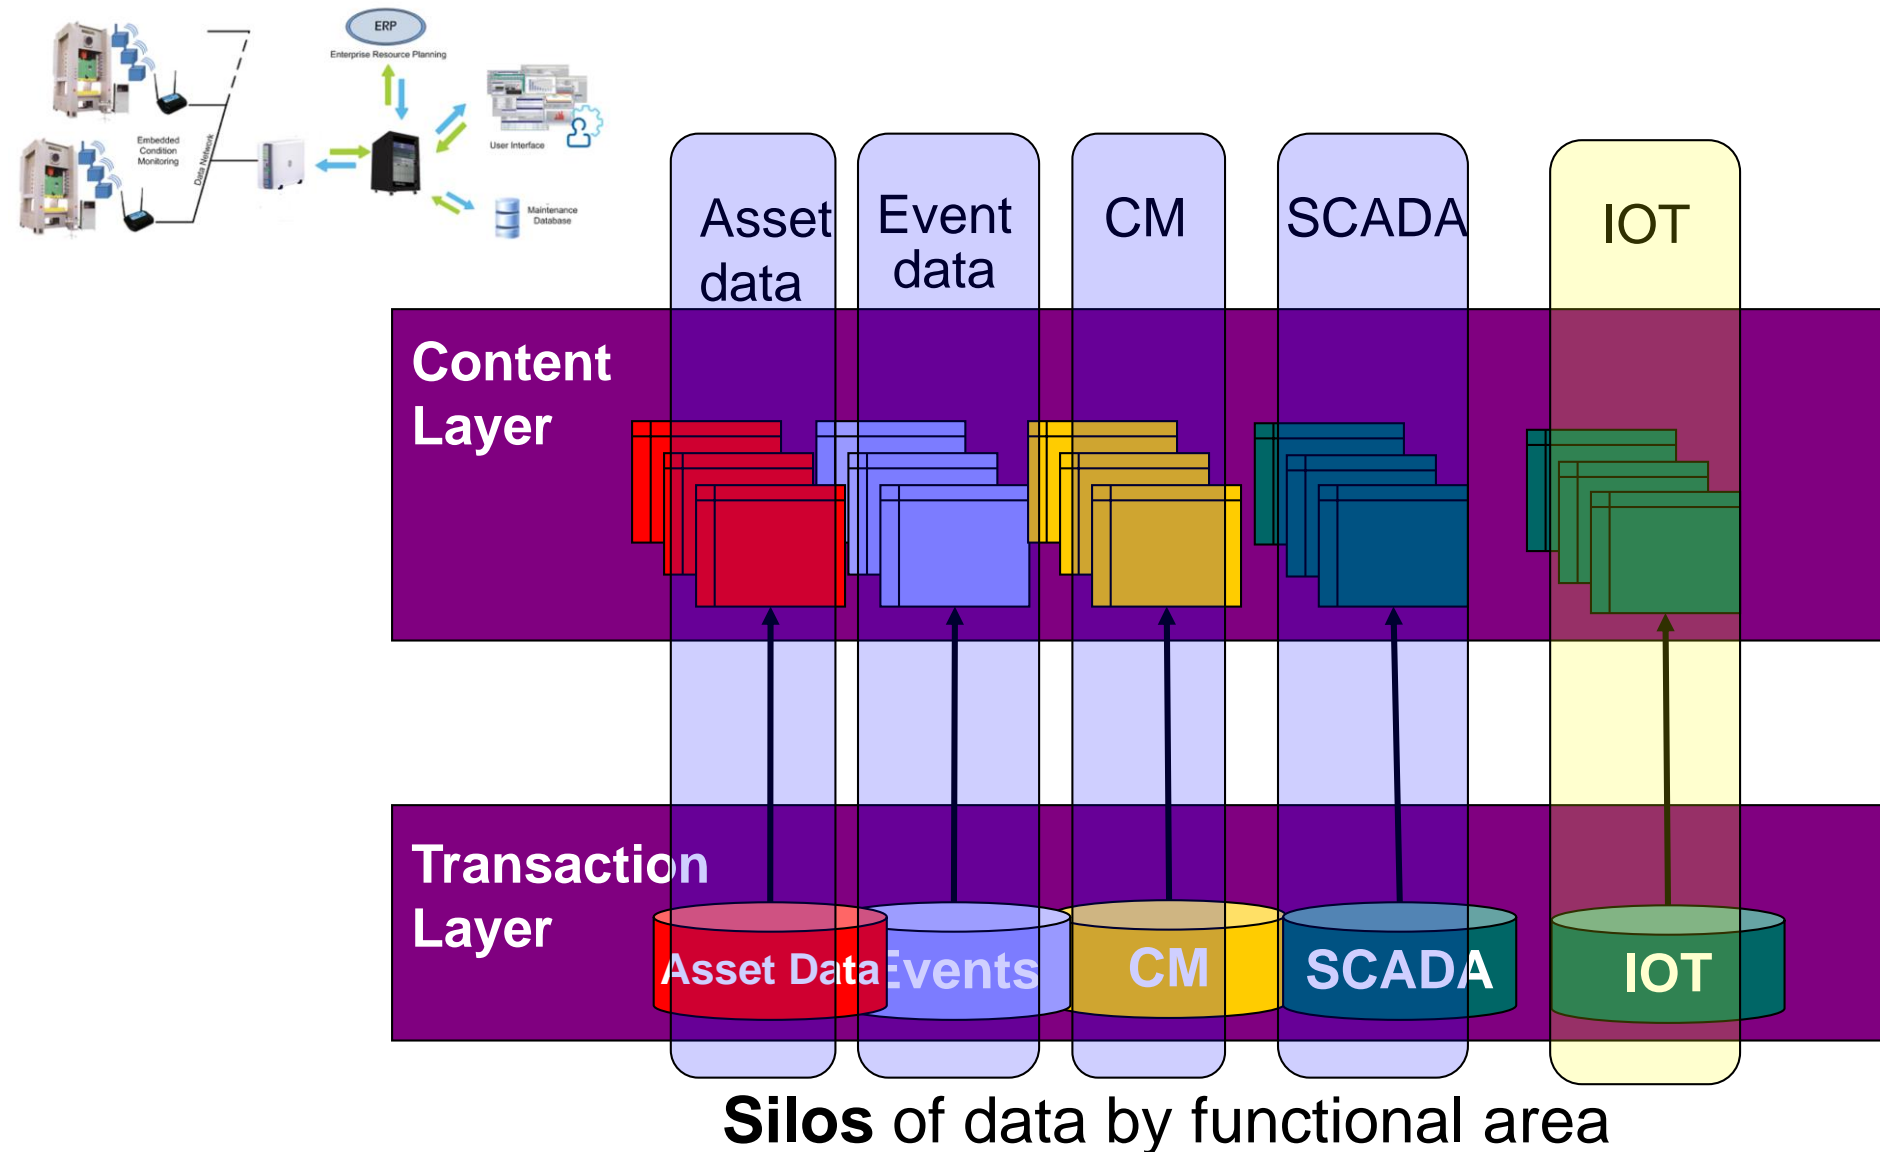 ERP
Enterprise Resource Planning
Embedded
Condition
Monitoring
Data Network
User Interface
Maintenance
Database
Asset
data
Event
data
CM
SCADA
IOT
Content
Layer
Transaction
Layer
Asset Data
Events
CM
SCADA
IOT
Silos of data by functional area